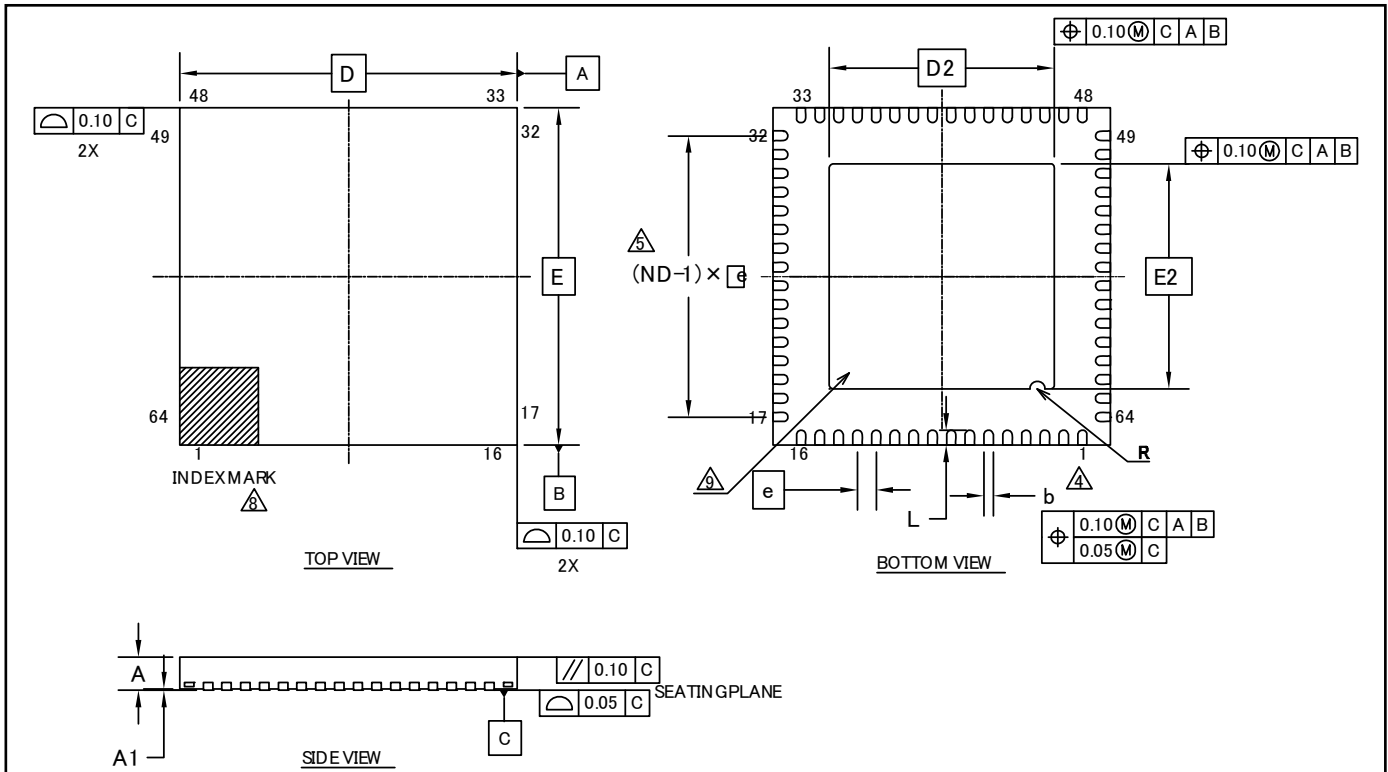 ⌖ 0.10 Ⓜ C A B
D
A
D2
48
33
33
48
⌓ 0.10 C
2X
49
32
32
49
⌖ 0.10 Ⓜ C A B
5
(ND-1)×e
E
E2
64
17
17
64
1
16
16
1
R
INDEXMARK
8
B
9
e
L
b
4
⌖ 0.10 Ⓜ C A B
0.05 Ⓜ C
⌓ 0.10 C
2X
TOP VIEW
BOTTOM VIEW
A
// 0.10 C
SEATINGPLANE
⌓ 0.05 C
C
A1
SIDE VIEW